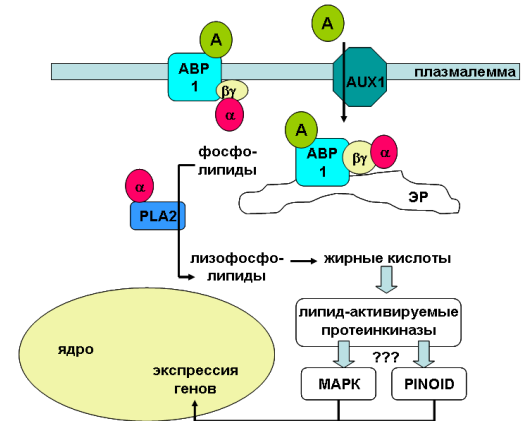 A
A
ABP
1
βγ
α
AUX1
плазмалемма
A
ABP
1
βγ
α
ЭР
фосфо-
липиды
α
PLA2
лизофосфо-
липиды
жирные кислоты
липид-активируемые
протеинкиназы
???
МАРК
PINOID
ядро
экспрессия
генов